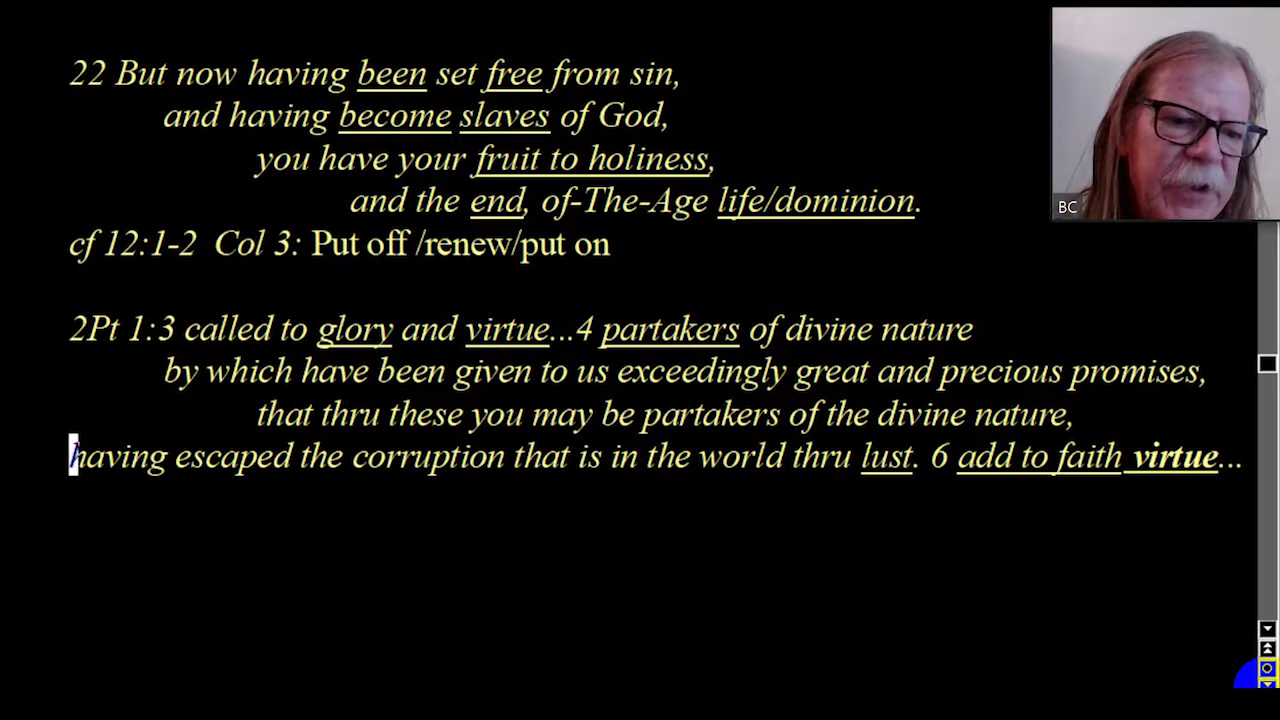 22 But now having been set free from sin,
and having become slaves of God,
you have your fruit to holiness,
and the end, of-The-Age life/dominion.
cf 12:1-2 Col 3: Put off /renew/put on
2Pt 1:3 called to glory and virtue...4 partakers of divine nature
by which have been given to us exceedingly great and precious promises,
that thru these you may be partakers of the divine nature,
having escaped the corruption that is in the world thru lust. 6 add to faith virtue...
BC